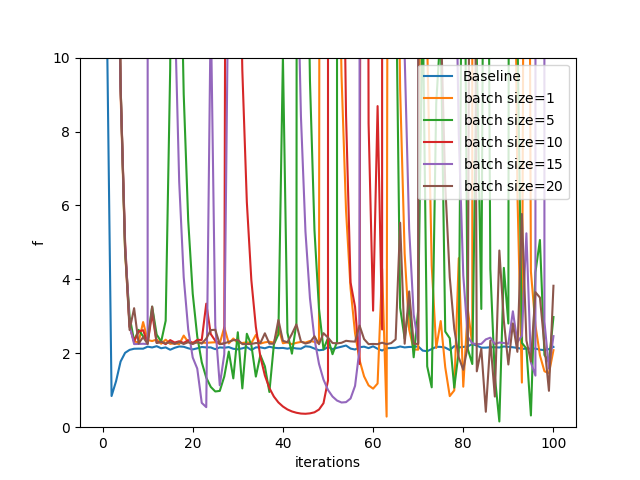 10
8
6
4
2
0
f
0
20
40
60
80
100
iterations
Baseline
batch size=1
batch size=5
batch size=10
batch size=15
batch size=20